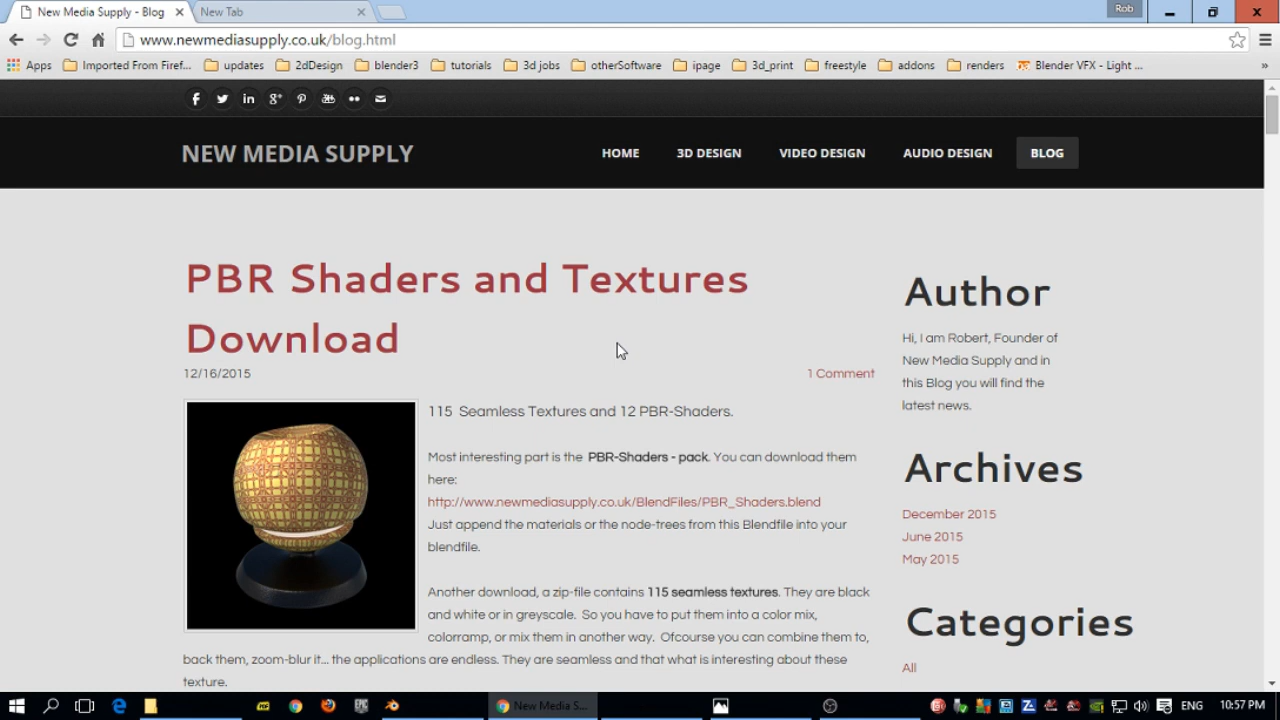 New Media Supply - Blog
New Tab
Rob
www.newmediasupply.co.uk/blog.html
Apps Imported From Firef... updates 2dDesign blender3 tutorials 3d jobs otherSoftware ipage 3d_print freestyle addons renders Blender VFX - Light ... »
NEW MEDIA SUPPLY
HOME 3D DESIGN VIDEO DESIGN AUDIO DESIGN BLOG
PBR Shaders and Textures
Download
12/16/2015
1 Comment
115 Seamless Textures and 12 PBR-Shaders.
Most interesting part is the PBR-Shaders - pack. You can download them
here:
http://www.newmediasupply.co.uk/BlendFiles/PBR_Shaders.blend
Just append the materials or the node-trees from this Blendfile into your
blendfile.
Another download, a zip-file contains 115 seamless textures. They are black
and white or in greyscale. So you have to put them into a color mix,
colorramp, or mix them in another way. Ofcourse you can combine them to,
back them, zoom-blur it... the applications are endless. They are seamless and that what is interesting about these
texture.
Author
Hi, I am Robert, Founder of
New Media Supply and in
this Blog you will find the
latest news.
Archives
December 2015
June 2015
May 2015
Categories
All
New Media S...
ENG
10:57 PM